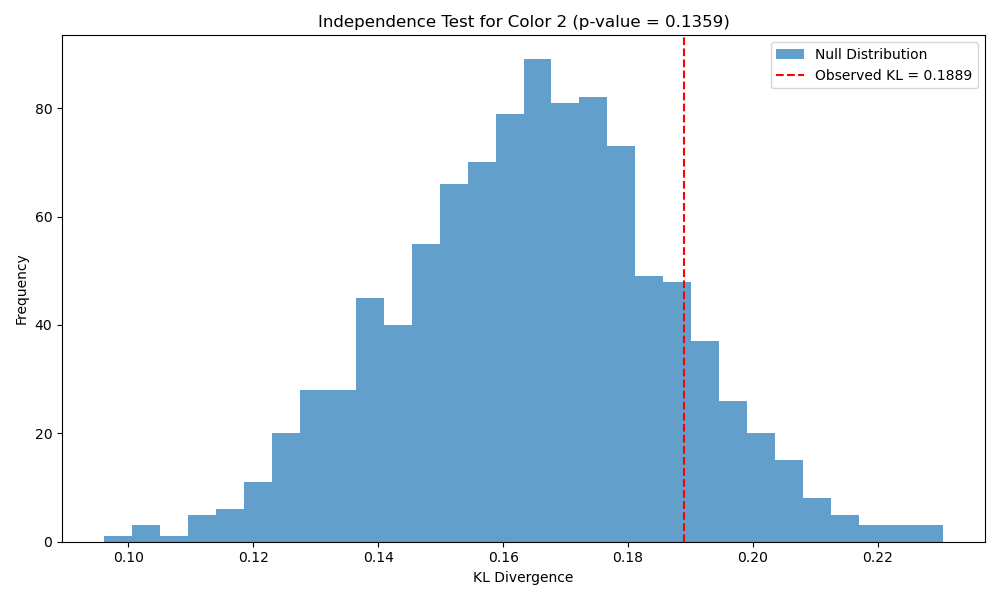 Independence Test for Color 2 (p-value = 0.1359)
Null Distribution
Observed KL = 0.1889
Frequency
80
60
40
20
0
0.10 0.12 0.14 0.16 0.18 0.20 0.22
KL Divergence